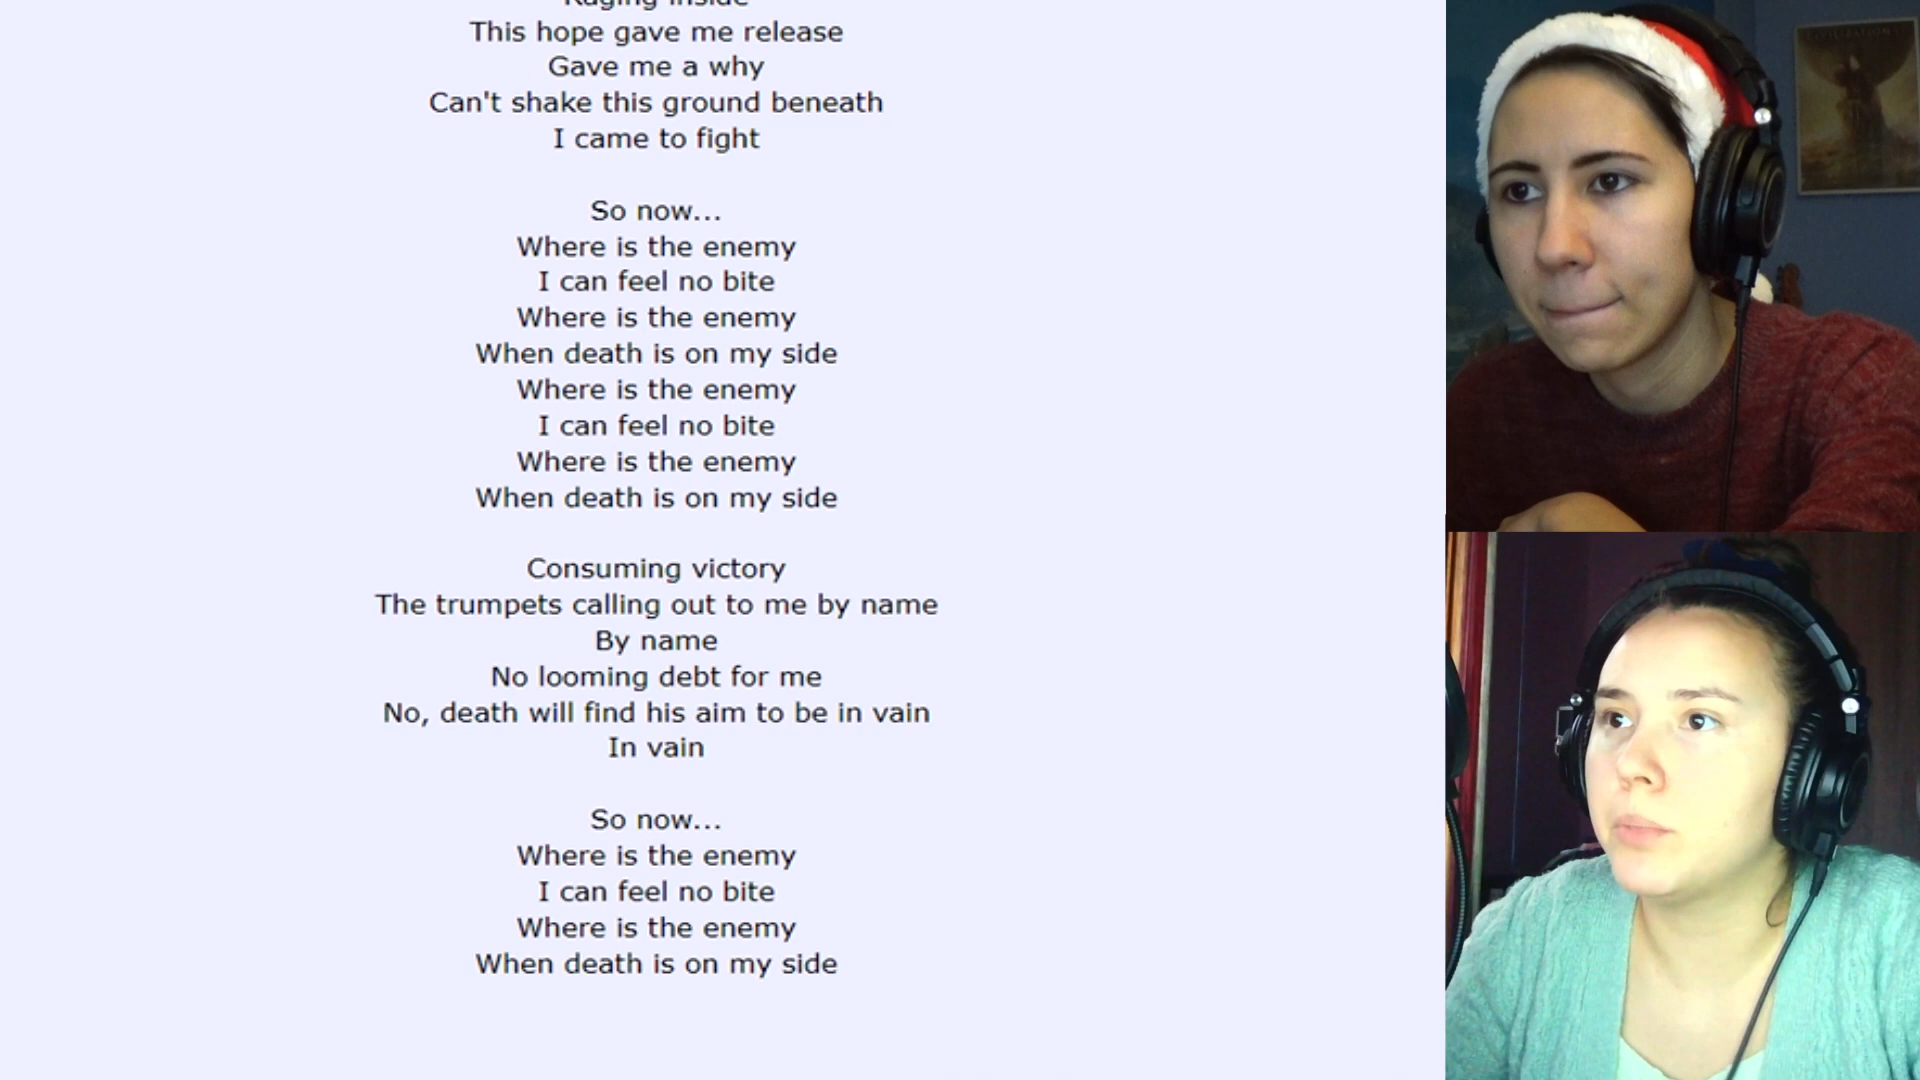 Raging inside
This hope gave me release
Gave me a why
Can't shake this ground beneath
I came to fight
So now...
Where is the enemy
I can feel no bite
Where is the enemy
When death is on my side
Where is the enemy
I can feel no bite
Where is the enemy
When death is on my side
Consuming victory
The trumpets calling out to me by name
By name
No looming debt for me
No, death will find his aim to be in vain
In vain
So now...
Where is the enemy
I can feel no bite
Where is the enemy
When death is on my side